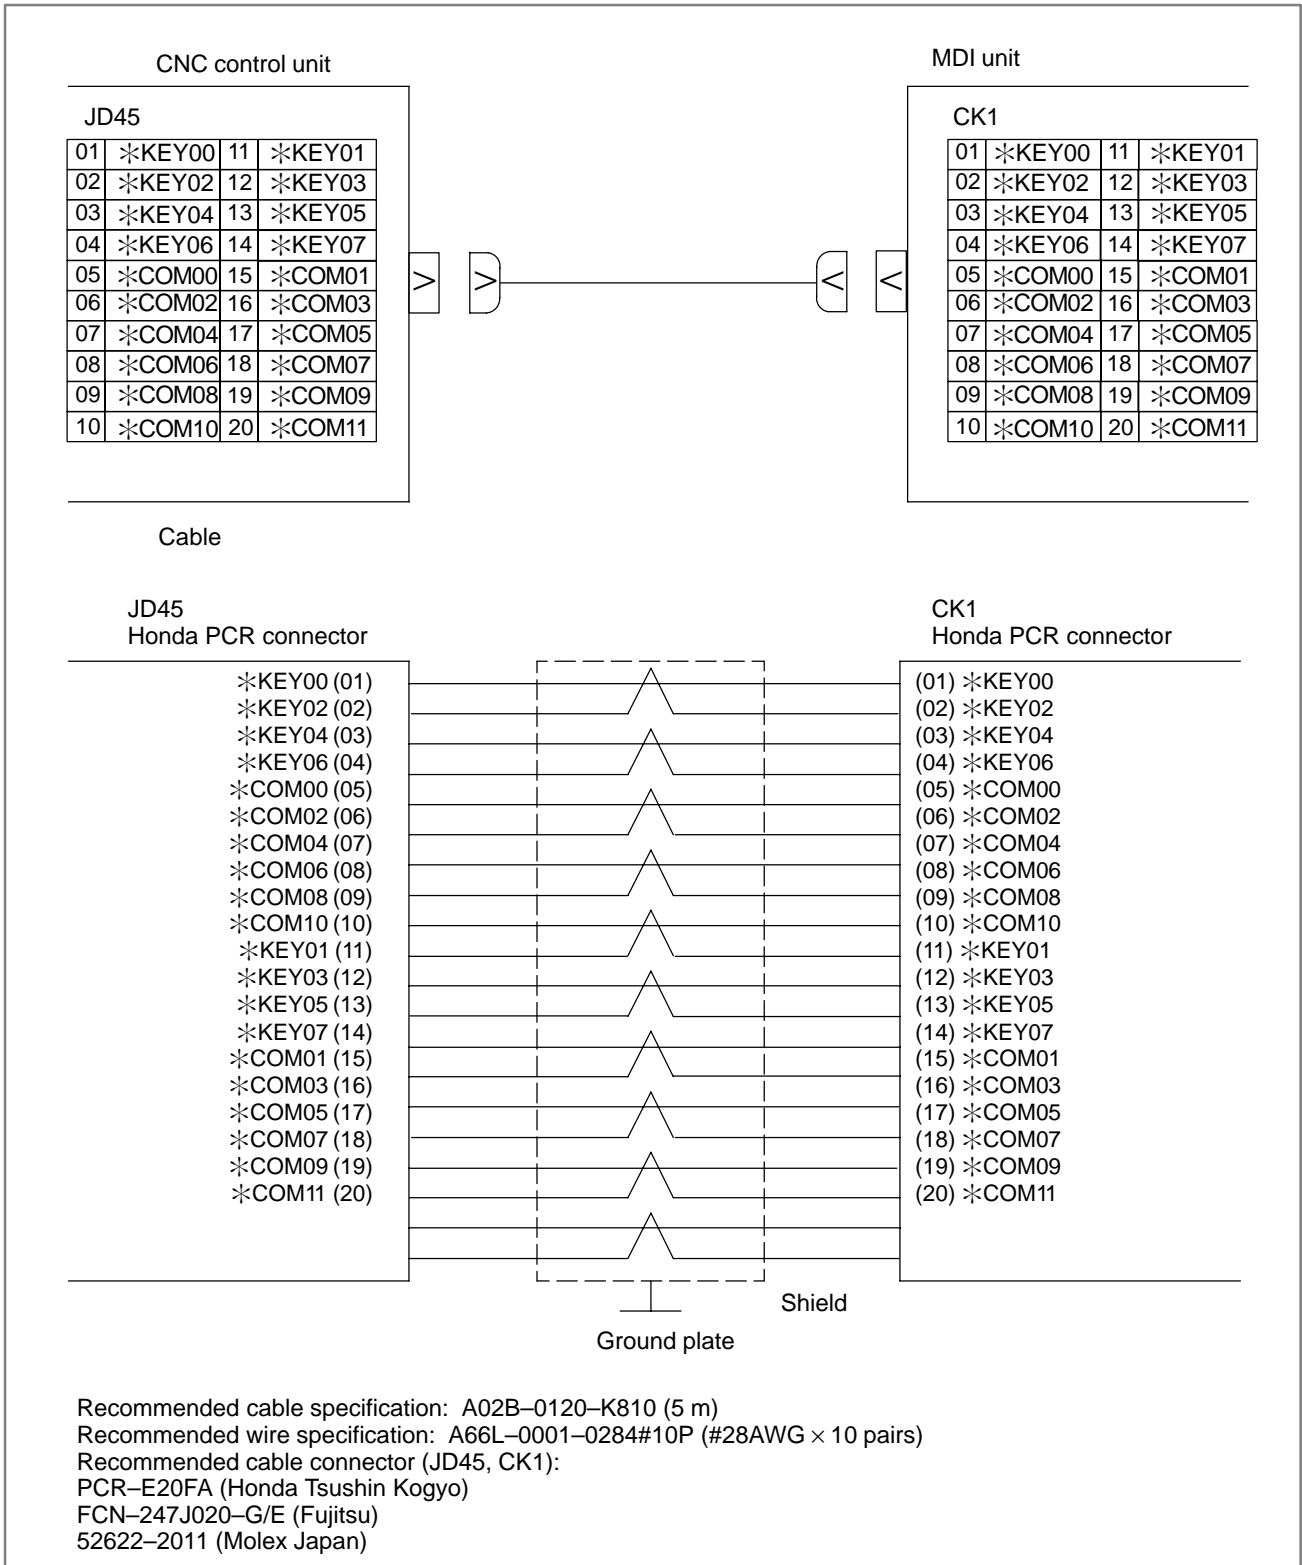 CNC control unit
MDI unit
JD45
01 ✳KEY00 11 ✳KEY01
02 ✳KEY02 12 ✳KEY03
03 ✳KEY04 13 ✳KEY05
04 ✳KEY06 14 ✳KEY07
05 ✳COM00 15 ✳COM01
06 ✳COM02 16 ✳COM03
07 ✳COM04 17 ✳COM05
08 ✳COM06 18 ✳COM07
09 ✳COM08 19 ✳COM09
10 ✳COM10 20 ✳COM11
> > < <
CK1
01 ✳KEY00 11 ✳KEY01
02 ✳KEY02 12 ✳KEY03
03 ✳KEY04 13 ✳KEY05
04 ✳KEY06 14 ✳KEY07
05 ✳COM00 15 ✳COM01
06 ✳COM02 16 ✳COM03
07 ✳COM04 17 ✳COM05
08 ✳COM06 18 ✳COM07
09 ✳COM08 19 ✳COM09
10 ✳COM10 20 ✳COM11
Cable
JD45
Honda PCR connector
✳KEY00 (01)
✳KEY02 (02)
✳KEY04 (03)
✳KEY06 (04)
✳COM00 (05)
✳COM02 (06)
✳COM04 (07)
✳COM06 (08)
✳COM08 (09)
✳COM10 (10)
✳KEY01 (11)
✳KEY03 (12)
✳KEY05 (13)
✳KEY07 (14)
✳COM01 (15)
✳COM03 (16)
✳COM05 (17)
✳COM07 (18)
✳COM09 (19)
✳COM11 (20)
CK1
Honda PCR connector
(01) ✳KEY00
(02) ✳KEY02
(03) ✳KEY04
(04) ✳KEY06
(05) ✳COM00
(06) ✳COM02
(07) ✳COM04
(08) ✳COM06
(09) ✳COM08
(10) ✳COM10
(11) ✳KEY01
(12) ✳KEY03
(13) ✳KEY05
(14) ✳KEY07
(15) ✳COM01
(16) ✳COM03
(17) ✳COM05
(18) ✳COM07
(19) ✳COM09
(20) ✳COM11
Shield
Ground plate
Recommended cable specification: A02B–0120–K810 (5 m)
Recommended wire specification: A66L–0001–0284#10P (#28AWG × 10 pairs)
Recommended cable connector (JD45, CK1):
PCR–E20FA (Honda Tsushin Kogyo)
FCN–247J020–G/E (Fujitsu)
52622–2011 (Molex Japan)